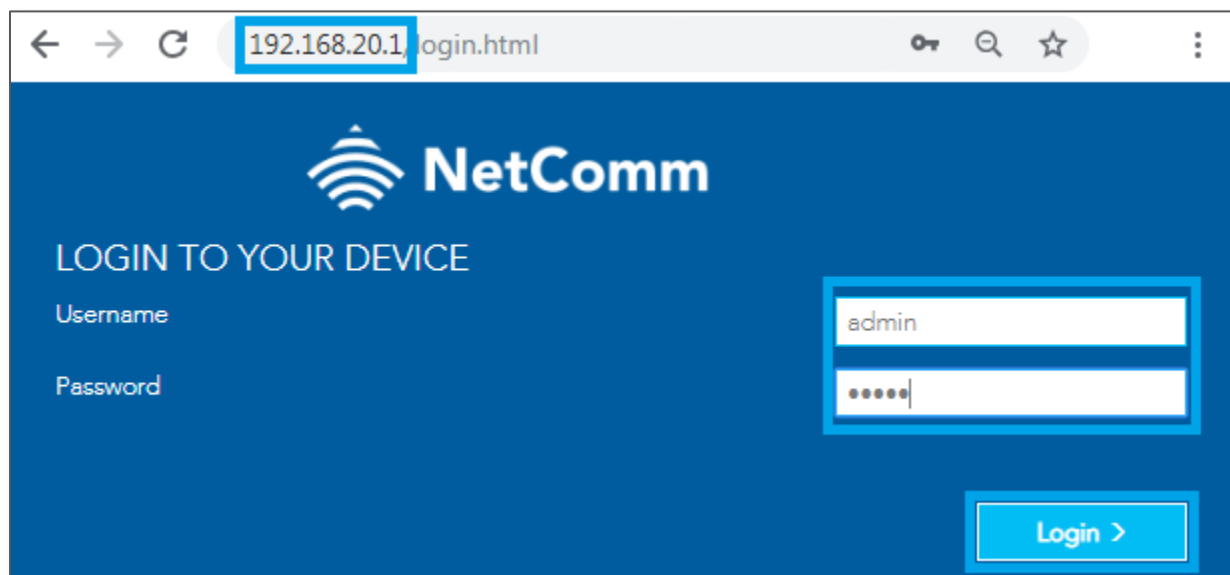 192.168.20.1/login.html
NetComm
LOGIN TO YOUR DEVICE
Username
admin
Password
•••••
Login >